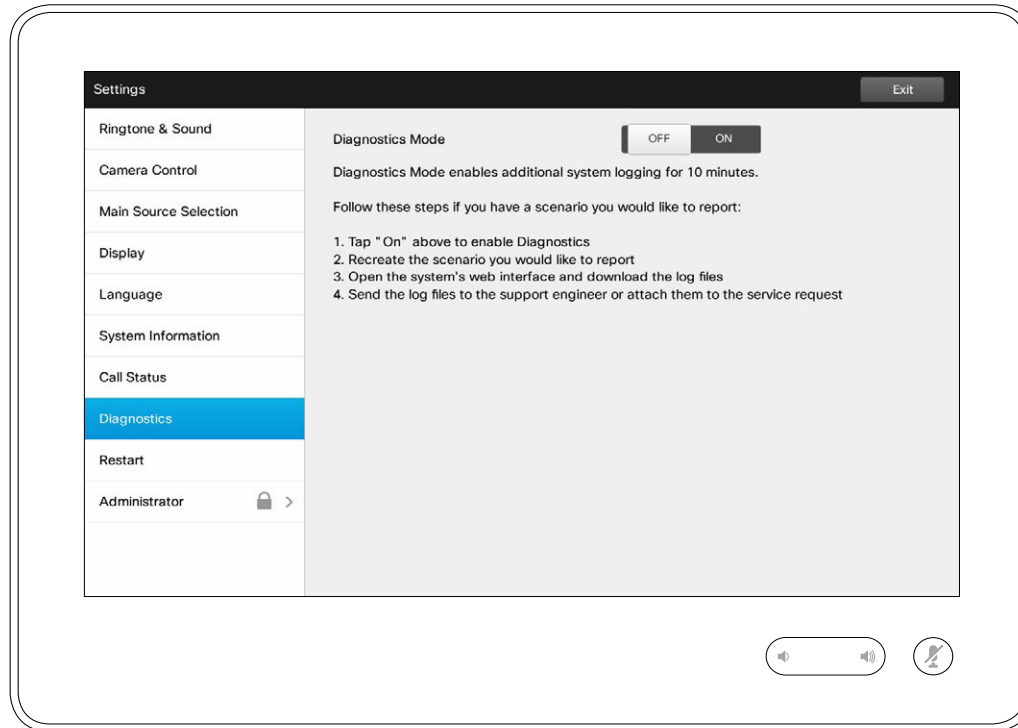 Settings
Exit
Ringtone & Sound
Camera Control
Main Source Selection
Display
Language
System Information
Call Status
Diagnostics
Restart
Administrator
Diagnostics Mode
OFF
ON
Diagnostics Mode enables additional system logging for 10 minutes.
Follow these steps if you have a scenario you would like to report:
1. Tap "On" above to enable Diagnostics
2. Recreate the scenario you would like to report
3. Open the system's web interface and download the log files
4. Send the log files to the support engineer or attach them to the service request